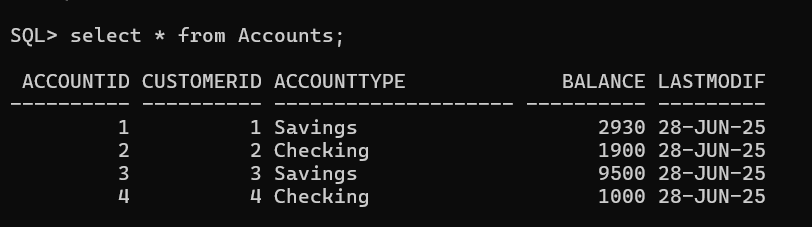 SQL> select * from Accounts;
 ACCOUNTID CUSTOMERID ACCOUNTTYPE             BALANCE LASTMODIF
---------- ---------- -------------------- ---------- ---------
         1          1 Savings                    2930 28-JUN-25
         2          2 Checking                   1900 28-JUN-25
         3          3 Savings                    9500 28-JUN-25
         4          4 Checking                   1000 28-JUN-25